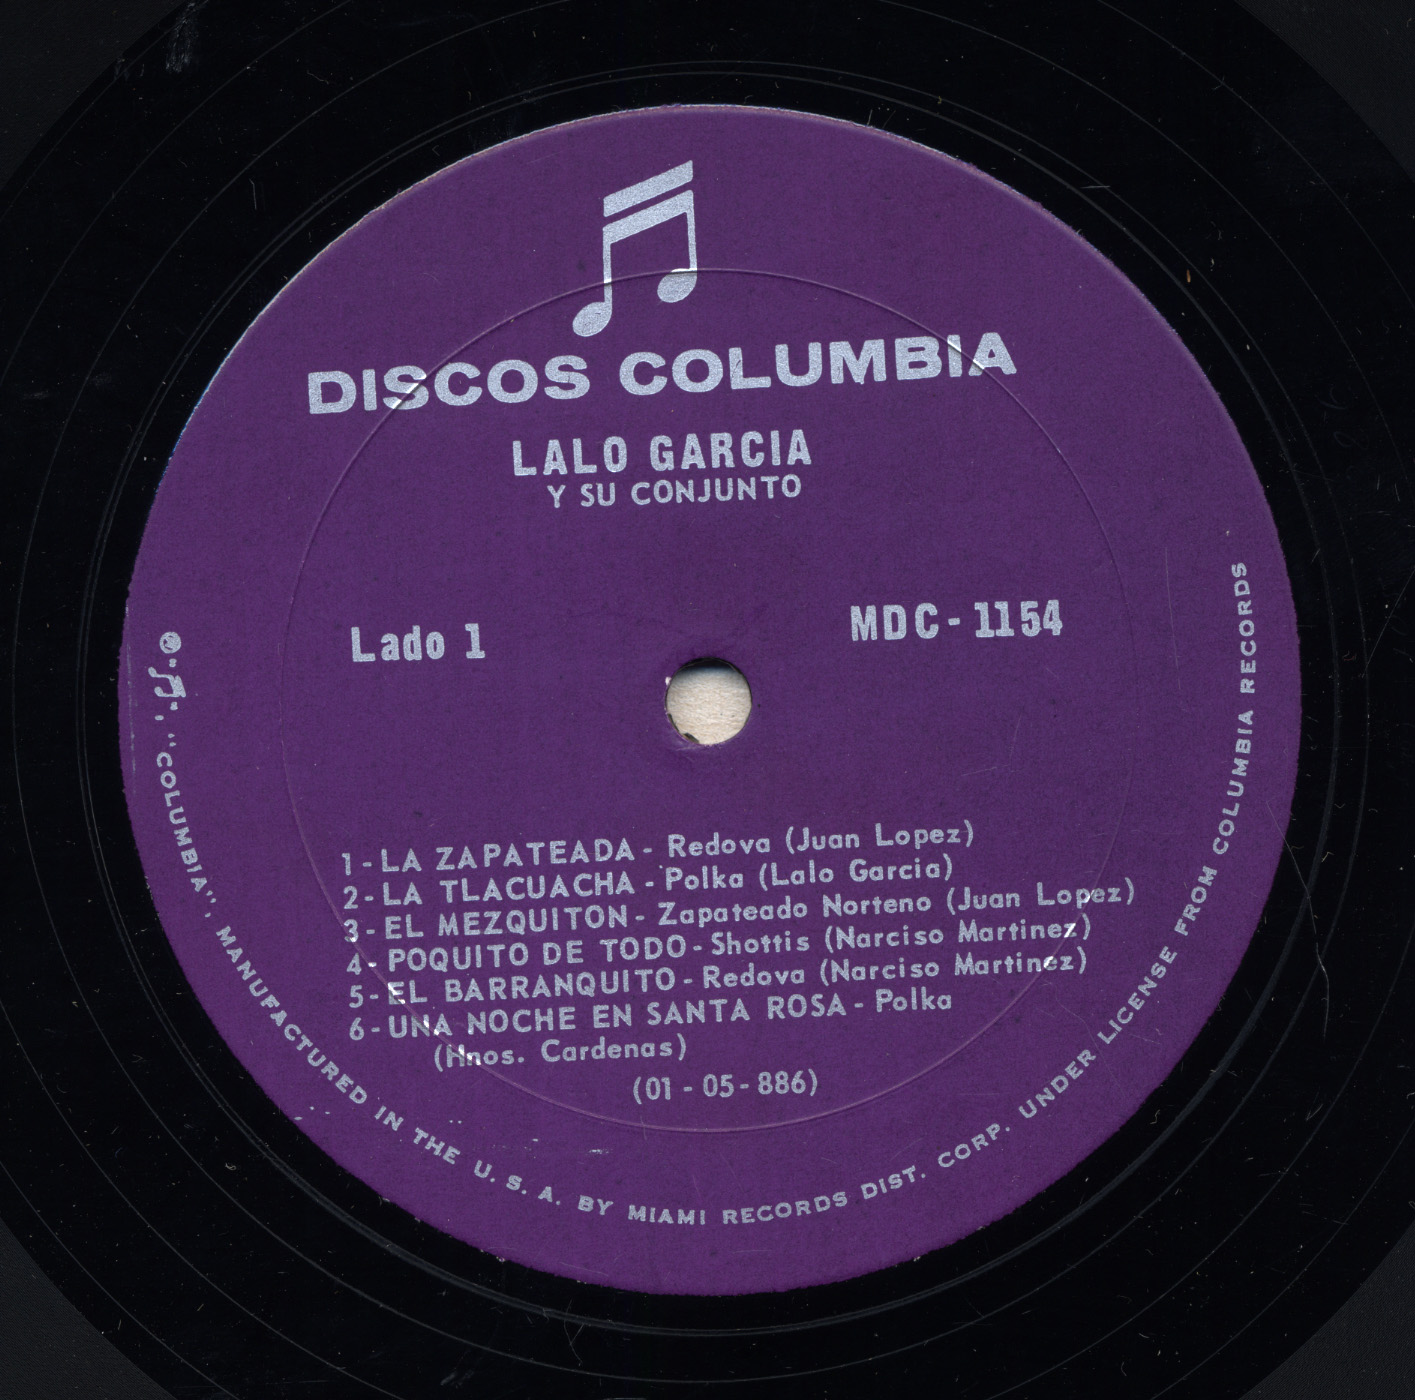 DISCOS COLUMBIA
LALO GARCIA
Y SU CONJUNTO
Lado 1
MDC-1154
1-LA ZAPATEADA- Redova (Juan Lopez)
2-LA TLACUACHA-Polka (Lalo Garcia)
3-EL MEZQUITON-Zapateado Norteno (Juan Lopez)
4-POQUITO DE TODO-Shottis (Narciso Martinez)
5-EL BARRANQUITO-Redova (Narciso Martinez)
6-UNA NOCHE EN SANTA ROSA-Polka
(Hnos. Cardenas)
(01-05-886)
"COLUMBIA", MANUFACTURED IN THE U. S. A. BY MIAMI RECORDS DIST. CORP. UNDER LICENSE FROM COLUMBIA RECORDS